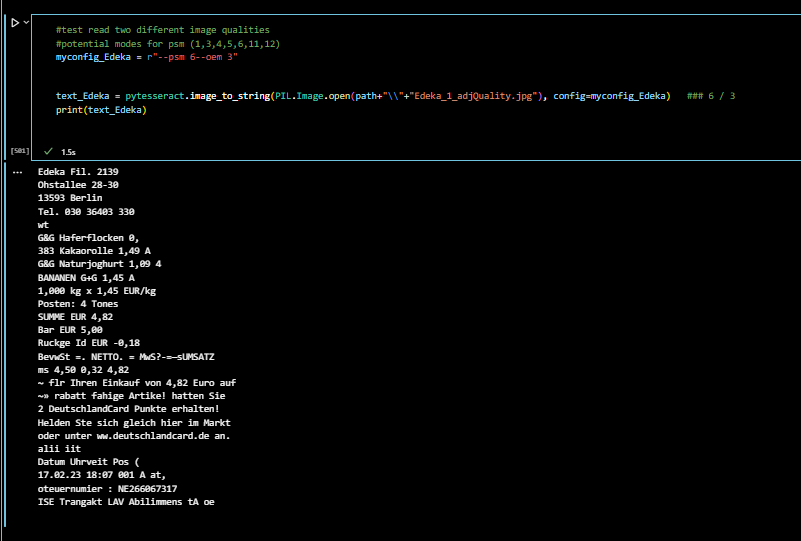 #test read two different image qualities
#potential modes for psm (1,3,4,5,6,11,12)
myconfig_Edeka = r"--psm 6--oem 3"
text_Edeka = pytesseract.image_to_string(PIL.Image.open(path+"\\"+"Edeka_1_adjQuality.jpg"), config=myconfig_Edeka) ### 6 / 3
print(text_Edeka)
[501] ✓ 1.5s
... Edeka Fil. 2139
Ohstallee 28-30
13593 Berlin
Tel. 030 36403 330
wt
G&G Haferflocken 0,
383 Kakaorolle 1,49 A
G&G Naturjoghurt 1,09 4
BANANEN G+G 1,45 A
1,000 kg x 1,45 EUR/kg
Posten: 4 Tones
SUMME EUR 4,82
Bar EUR 5,00
Ruckge Id EUR -0,18
BevwSt =. NETTO. = MwS?-=—sUMSATZ
ms 4,50 0,32 4,82
~ flr Ihren Einkauf von 4,82 Euro auf
~» rabatt fahige Artike! hatten Sie
2 DeutschlandCard Punkte erhalten!
Helden Ste sich gleich hier im Markt
oder unter ww.deutschlandcard.de an.
alii iit
Datum Uhrveit Pos (
17.02.23 18:07 001 A at,
oteuernumier : NE266067317
ISE Trangakt LAV Abilimmens tA oe